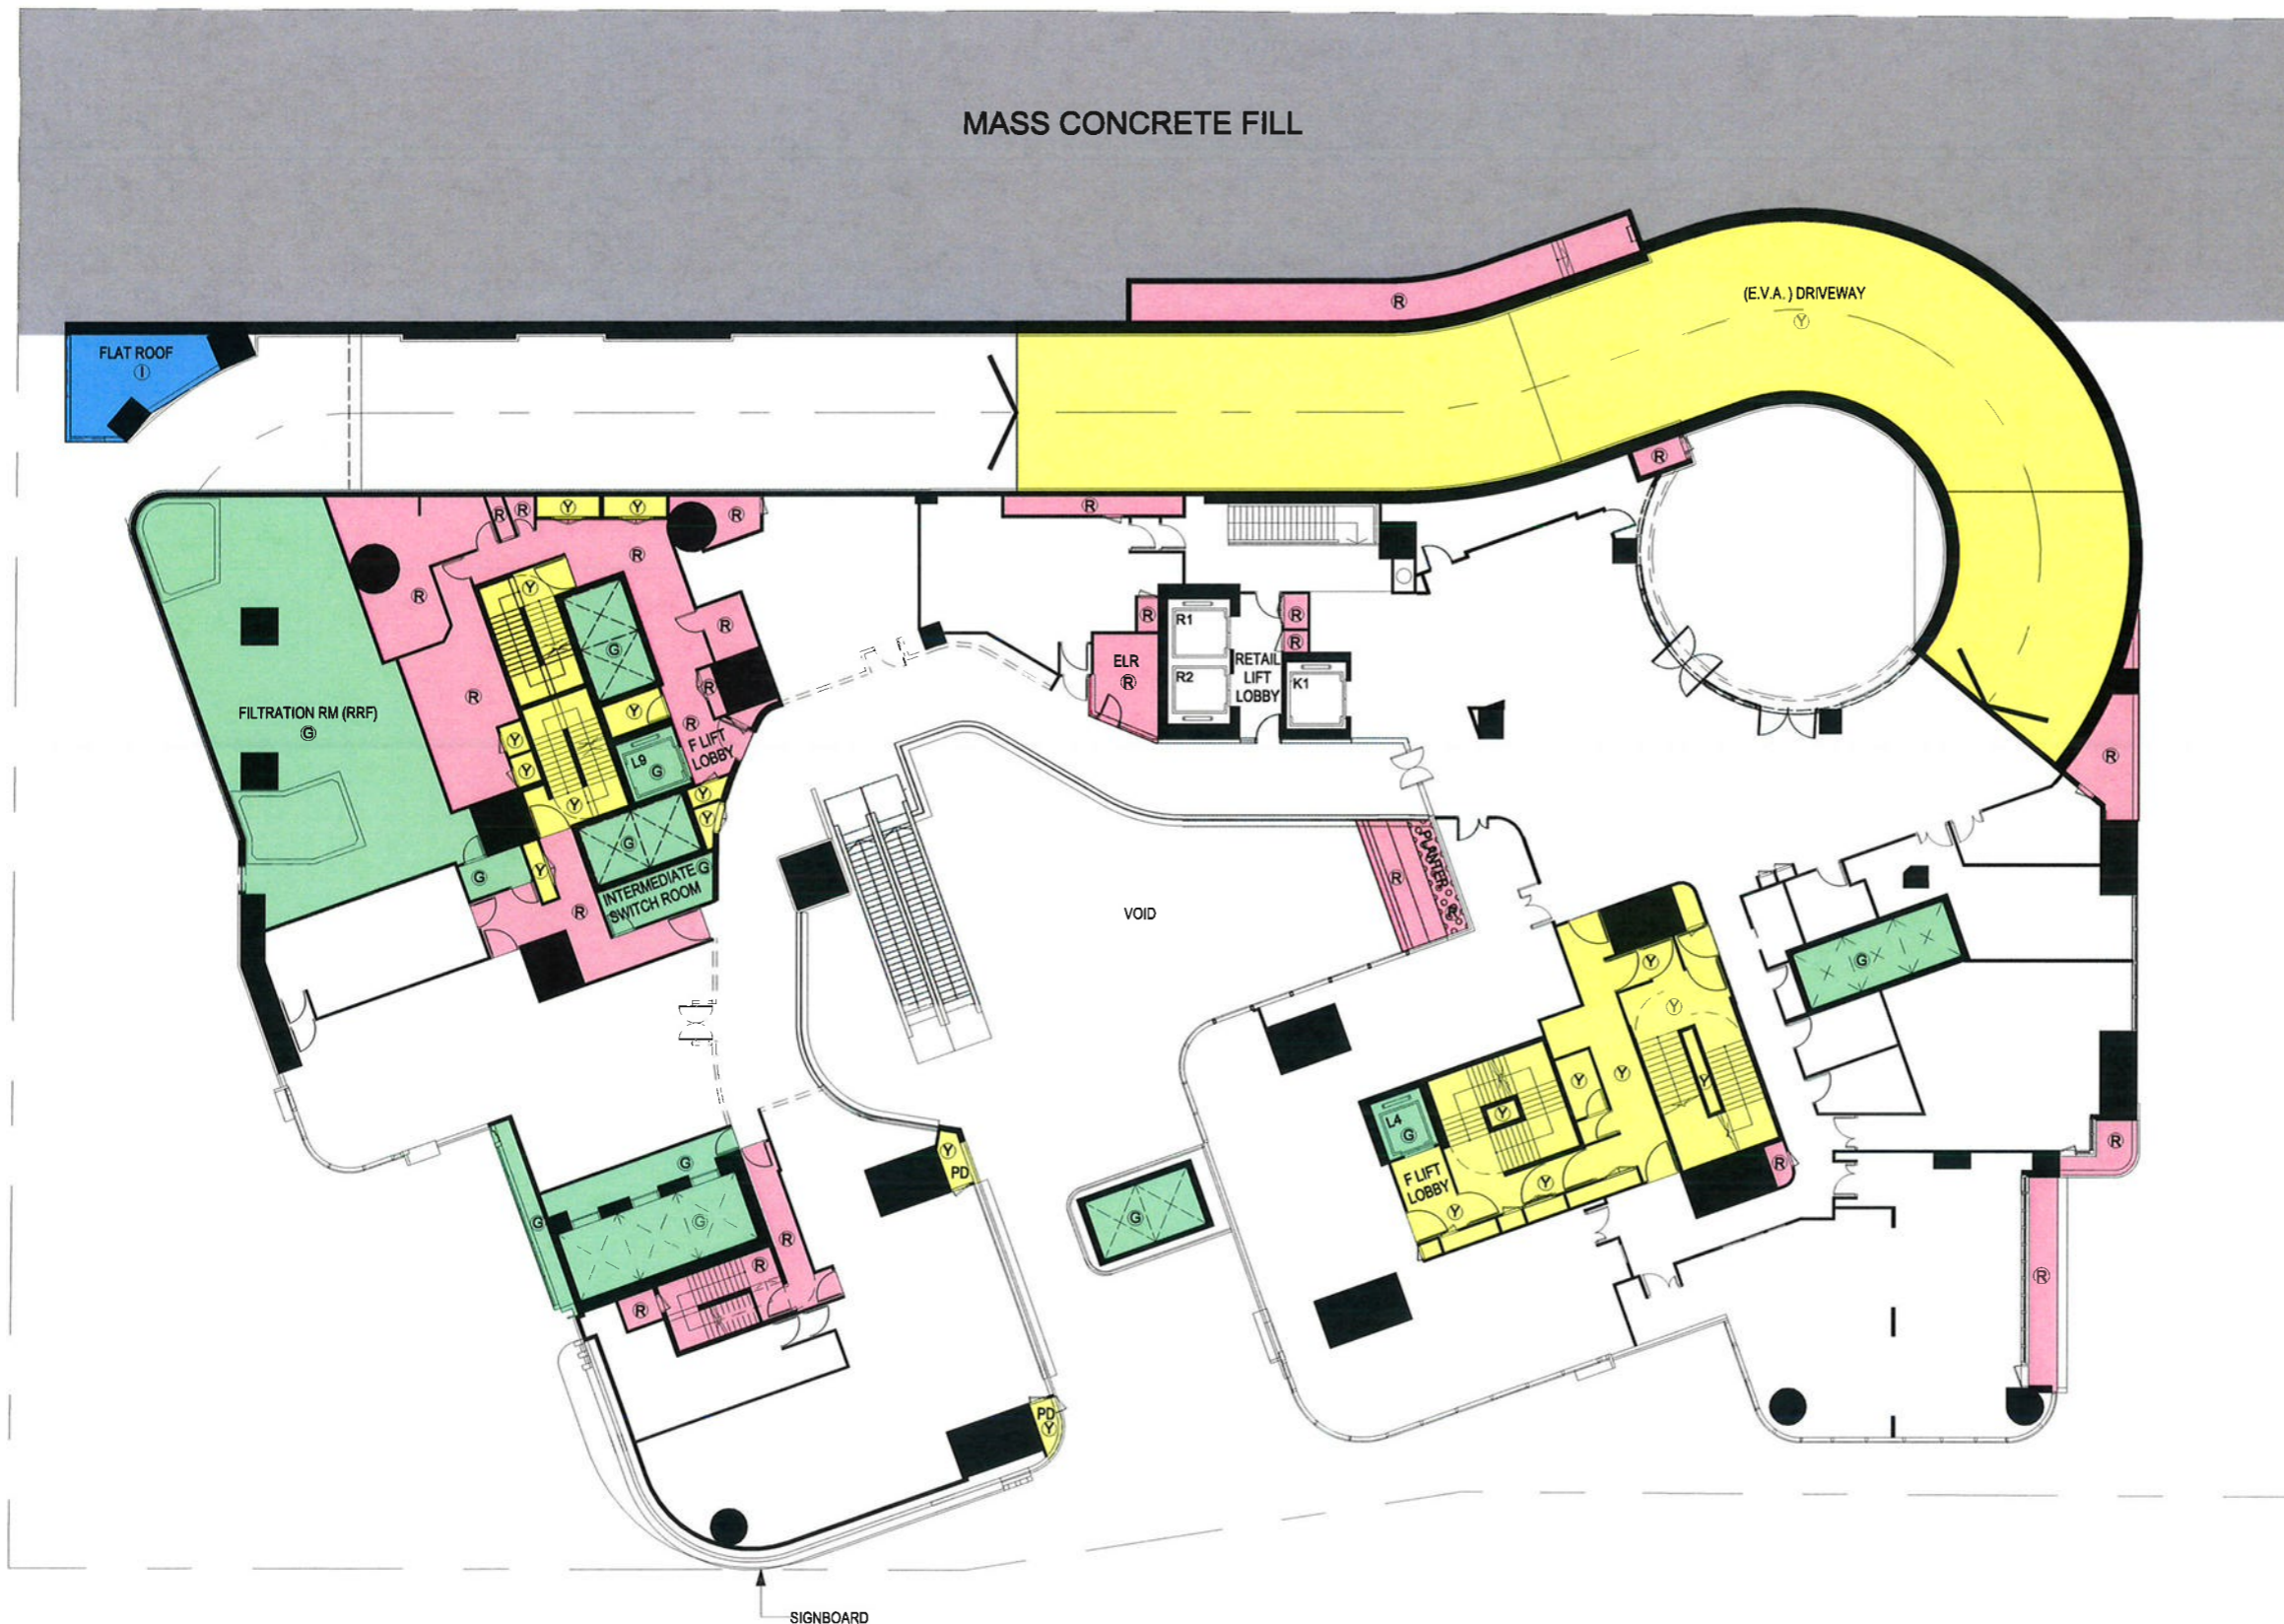 MASS CONCRETE FILL
(E.V.A.) DRIVEWAY
Y
R
FLAT ROOF
I
R
R
R
R
Y
Y
R
R
R
Y
R
G
R
R
R
R1
R2
RETAIL
LIFT
LOBBY
R
R
K1
ELR
R
R
R
Y
R
F LIFT
LOBBY
FILTRATION RM (RRF)
G
Y
Y
L9
G
Y
Y
Y
R
G
Y
G
INTERMEDIATE G
SWITCH ROOM
R
PLANTER
R
R
VOID
Y
G
Y
Y
Y
Y
Y
L4
G
F LIFT
LOBBY
Y
Y
R
R
Y
PD
G
G
G
G
R
R
R
R
PD
Y
SIGNBOARD